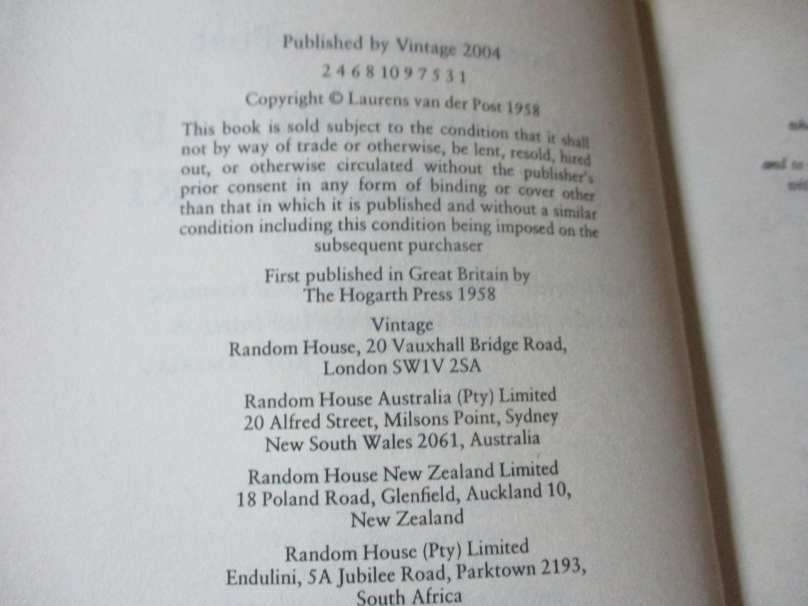 Published by Vintage 2004
2 4 6 8 10 9 7 5 3 1
Copyright © Laurens van der Post 1958
This book is sold subject to the condition that it shall
not by way of trade or otherwise, be lent, resold, hired
out, or otherwise circulated without the publisher's
prior consent in any form of binding or cover other
than that in which it is published and without a similar
condition including this condition being imposed on the
subsequent purchaser
First published in Great Britain by
The Hogarth Press 1958
Vintage
Random House, 20 Vauxhall Bridge Road,
London SW1V 2SA
Random House Australia (Pty) Limited
20 Alfred Street, Milsons Point, Sydney
New South Wales 2061, Australia
Random House New Zealand Limited
18 Poland Road, Glenfield, Auckland 10,
New Zealand
Random House (Pty) Limited
Endulini, 5A Jubilee Road, Parktown 2193,
South Africa